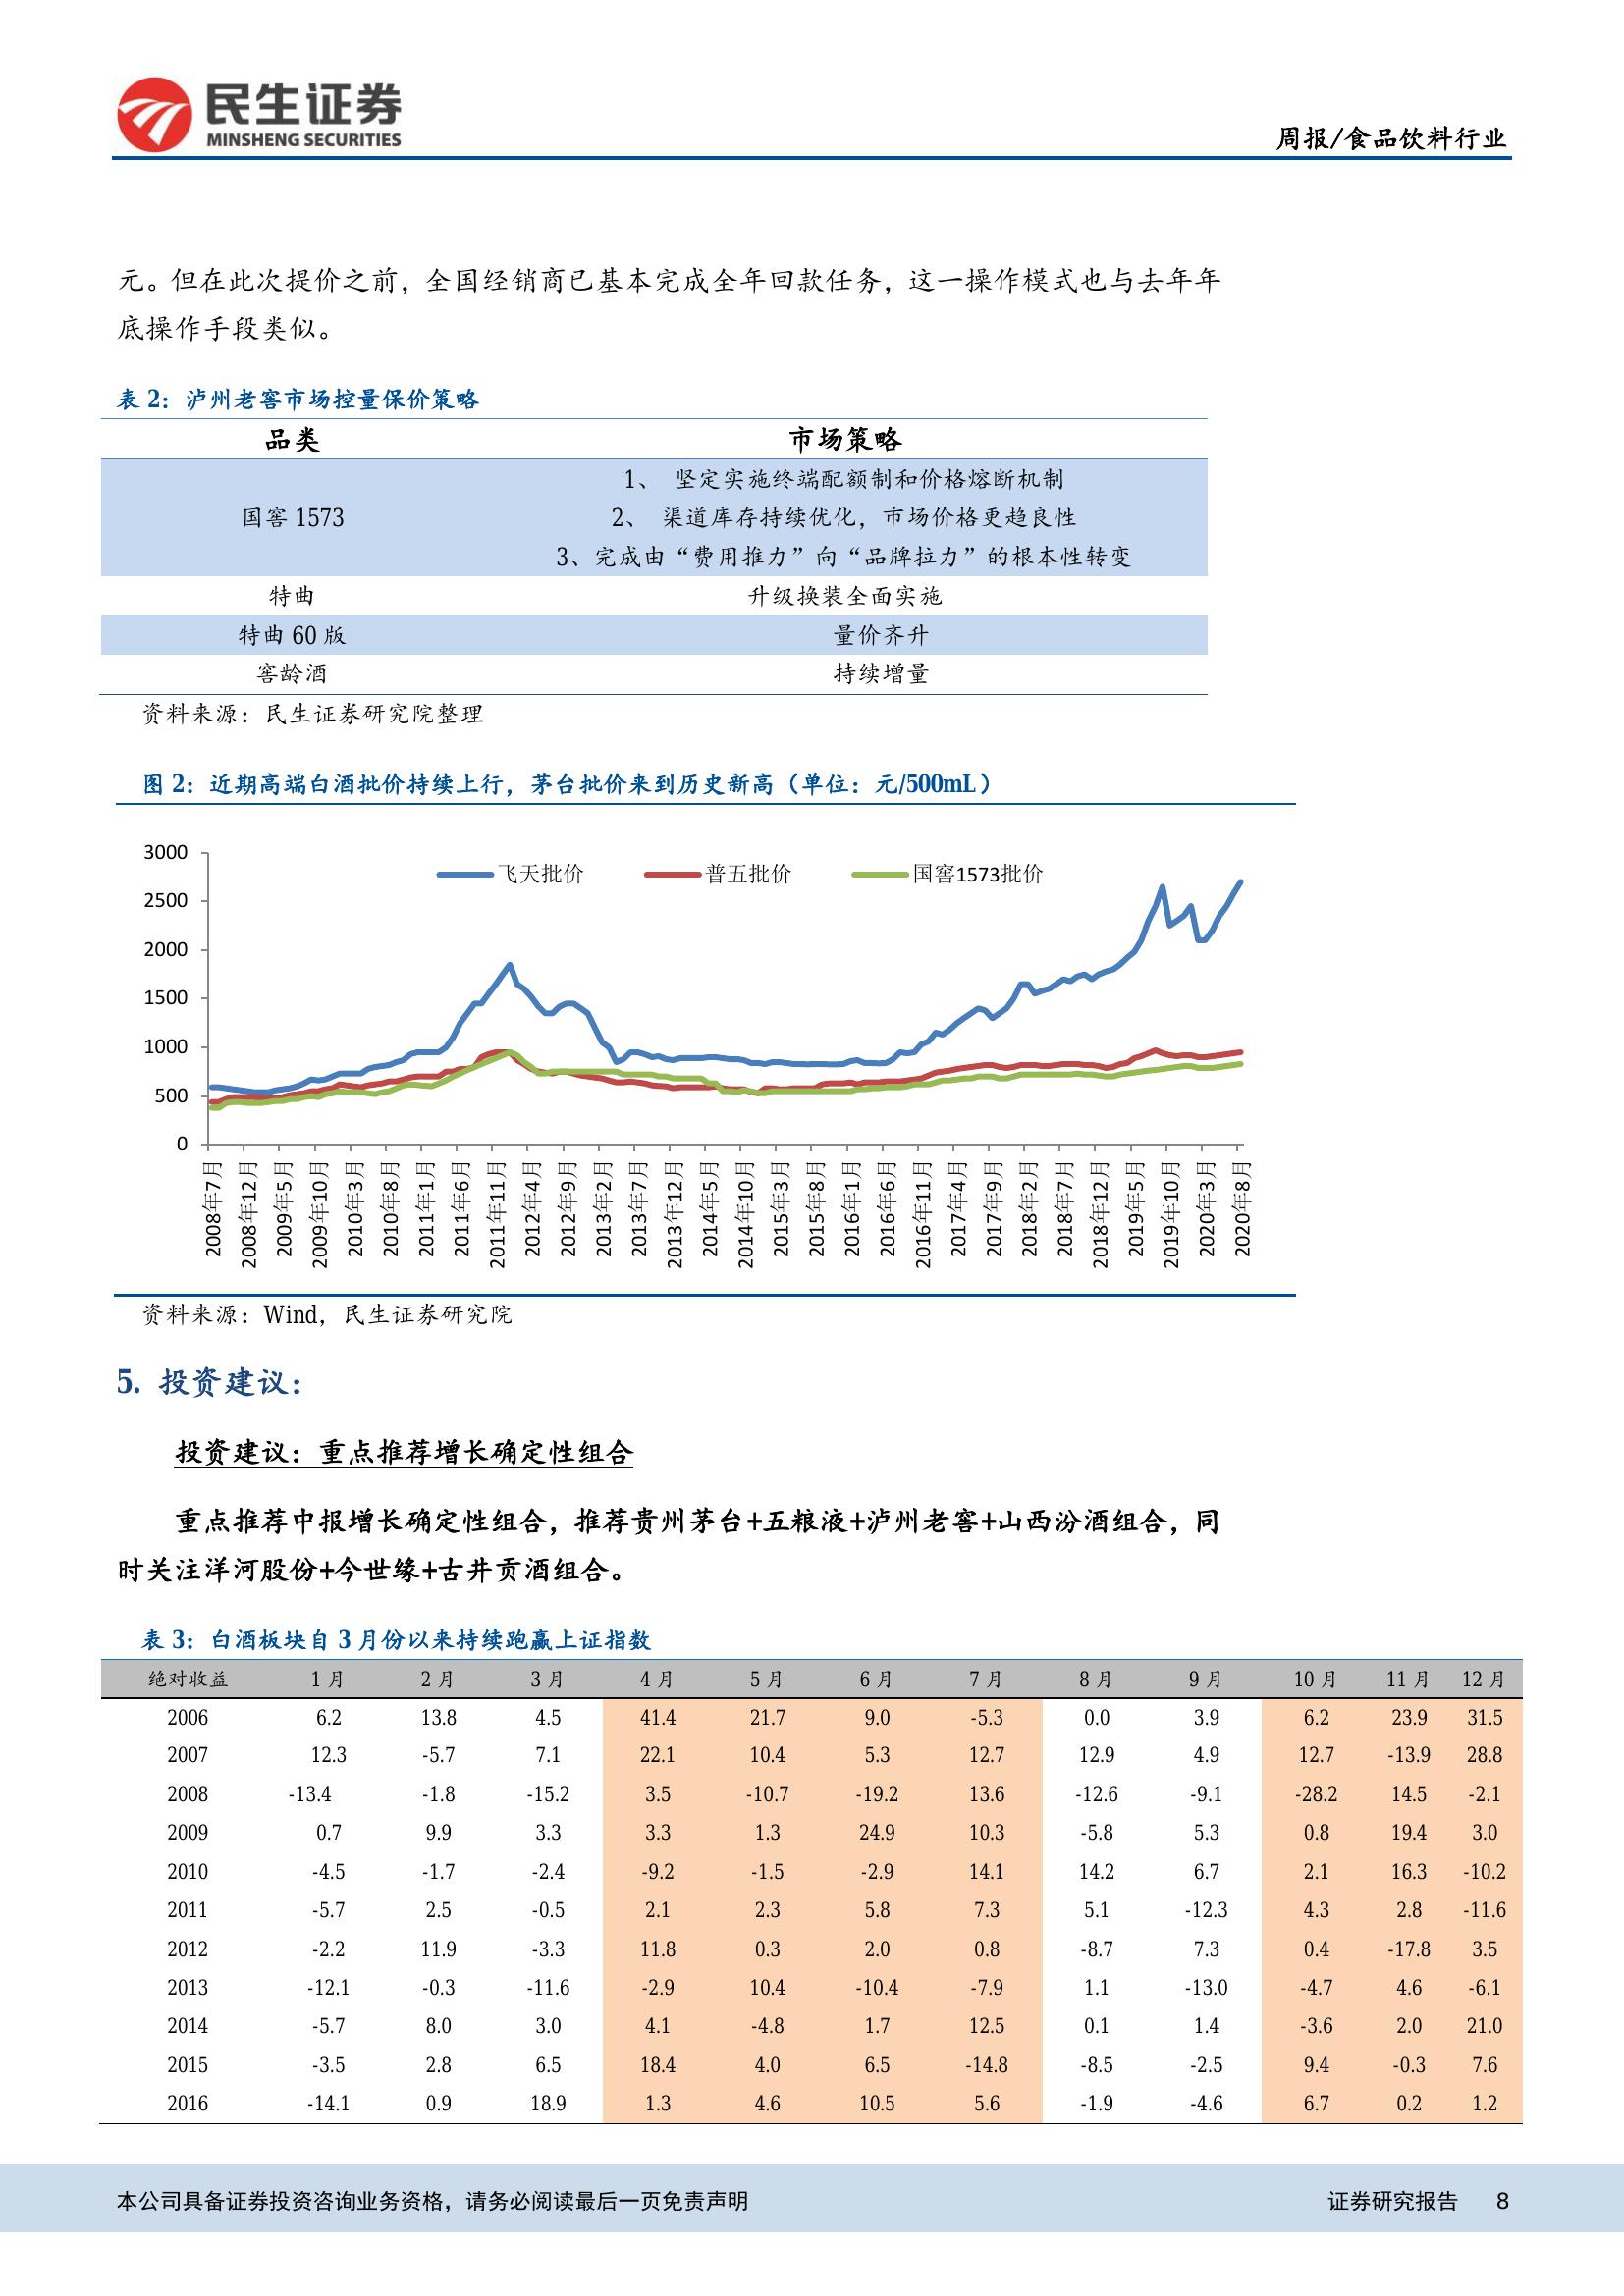 民生证券
MINSHENG SECURITIES
周报/食品饮料行业
元。但在此次提价之前，全国经销商已基本完成全年回款任务，这一操作模式也与去年年
底操作手段类似。
表 2：泸州老窖市场控量保价策略
品类 市场策略
1、 坚定实施终端配额制和价格熔断机制
国窖 1573 2、 渠道库存持续优化，市场价格更趋良性
3、完成由“费用推力”向“品牌拉力”的根本性转变
特曲 升级换装全面实施
特曲 60 版 量价齐升
窖龄酒 持续增量
资料来源：民生证券研究院整理
图 2：近期高端白酒批价持续上行，茅台批价来到历史新高（单位：元/500mL）
飞天批价 普五批价 国窖1573批价
3000
2500
2000
1500
1000
500
0
2008年7月 2008年12月 2009年5月 2009年10月 2010年3月 2010年8月 2011年1月 2011年6月 2011年11月 2012年4月 2012年9月 2013年2月 2013年7月 2013年12月 2014年5月 2014年10月 2015年3月 2015年8月 2016年1月 2016年6月 2016年11月 2017年4月 2017年9月 2018年2月 2018年7月 2018年12月 2019年5月 2019年10月 2020年3月 2020年8月
资料来源：Wind，民生证券研究院
5. 投资建议：
投资建议：重点推荐增长确定性组合
重点推荐中报增长确定性组合，推荐贵州茅台+五粮液+泸州老窖+山西汾酒组合，同
时关注洋河股份+今世缘+古井贡酒组合。
表 3：白酒板块自 3 月份以来持续跑赢上证指数
绝对收益 1 月 2 月 3 月 4 月 5 月 6 月 7 月 8 月 9 月 10 月 11 月 12 月
2006 6.2 13.8 4.5 41.4 21.7 9.0 -5.3 0.0 3.9 6.2 23.9 31.5
2007 12.3 -5.7 7.1 22.1 10.4 5.3 12.7 12.9 4.9 12.7 -13.9 28.8
2008 -13.4 -1.8 -15.2 3.5 -10.7 -19.2 13.6 -12.6 -9.1 -28.2 14.5 -2.1
2009 0.7 9.9 3.3 3.3 1.3 24.9 10.3 -5.8 5.3 0.8 19.4 3.0
2010 -4.5 -1.7 -2.4 -9.2 -1.5 -2.9 14.1 14.2 6.7 2.1 16.3 -10.2
2011 -5.7 2.5 -0.5 2.1 2.3 5.8 7.3 5.1 -12.3 4.3 2.8 -11.6
2012 -2.2 11.9 -3.3 11.8 0.3 2.0 0.8 -8.7 7.3 0.4 -17.8 3.5
2013 -12.1 -0.3 -11.6 -2.9 10.4 -10.4 -7.9 1.1 -13.0 -4.7 4.6 -6.1
2014 -5.7 8.0 3.0 4.1 -4.8 1.7 12.5 0.1 1.4 -3.6 2.0 21.0
2015 -3.5 2.8 6.5 18.4 4.0 6.5 -14.8 -8.5 -2.5 9.4 -0.3 7.6
2016 -14.1 0.9 18.9 1.3 4.6 10.5 5.6 -1.9 -4.6 6.7 0.2 1.2
本公司具备证券投资咨询业务资格，请务必阅读最后一页免责声明 证券研究报告 8